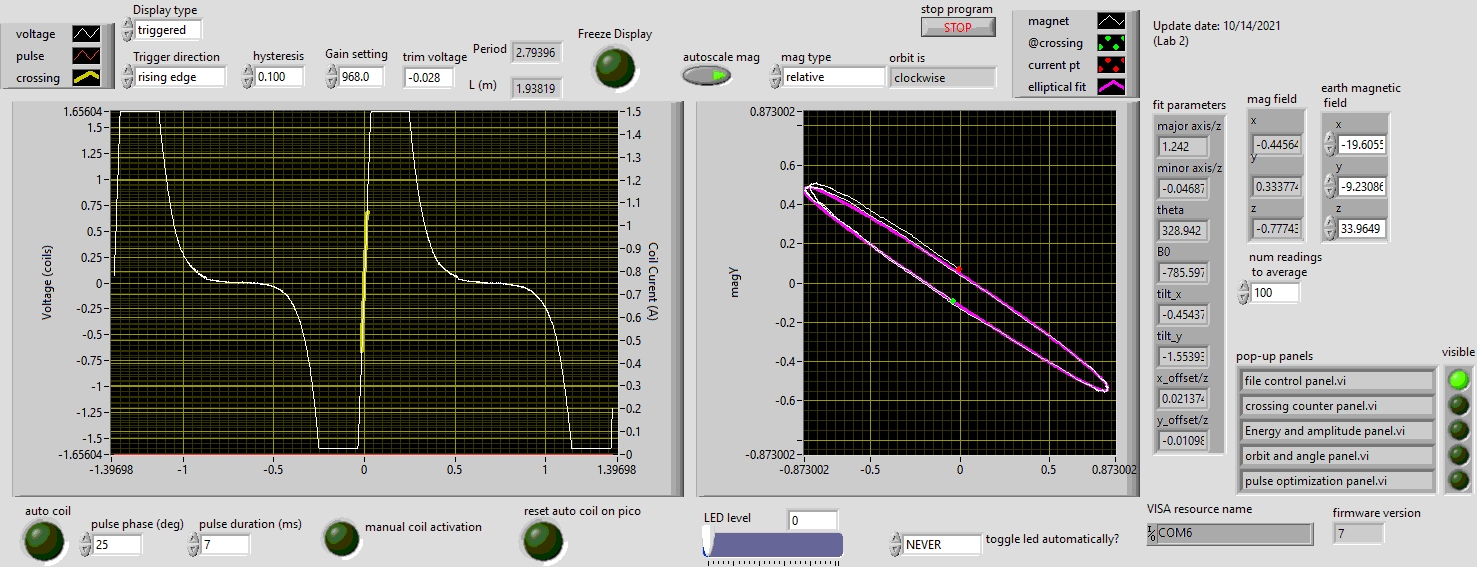 voltage
pulse
crossing
Display type
triggered
Trigger direction
rising edge
hysteresis
0.100
Gain setting
968.0
trim voltage
-0.028
Period
2.79396
L (m)
1.93819
Freeze Display
autoscale mag
mag type
relative
orbit is
clockwise
stop program
STOP
magnet
@crossing
current pt
elliptical fit
Update date: 10/14/2021
(Lab 2)
Voltage (coils)
1.65604
1.5
1.25
1
0.75
0.5
0.25
0
-0.25
-0.5
-0.75
-1
-1.25
-1.5
-1.65604
-1.39698
-1
-0.5
0
0.5
1
1.39698
1.5
1.4
1.3
1.2
1.1
1
0.9
0.8
0.7
0.6
0.5
0.4
0.3
0.2
0.1
0
Coil Current (A)
magY
0.873002
0.6
0.4
0.2
0
-0.2
-0.4
-0.6
-0.873002
-0.873002
-0.5
0
0.5
0.873002
fit parameters
major axis/z
1.242
minor axis/z
-0.04687
theta
328.942
B0
-785.597
tilt_x
-0.45437
tilt_y
-1.55393
x_offset/z
0.021374
y_offset/z
-0.01098
mag field
x
-0.44564
y
0.333774
z
-0.77743
earth magnetic
field
x
-19.6055
y
-9.23086
z
33.9649
num readings
to average
100
pop-up panels
visible
file control panel.vi
crossing counter panel.vi
Energy and amplitude panel.vi
orbit and angle panel.vi
pulse optimization panel.vi
auto coil
pulse phase (deg)
25
pulse duration (ms)
7
manual coil activation
reset auto coil on pico
LED level
0
NEVER
toggle led automatically?
VISA resource name
COM6
firmware version
7